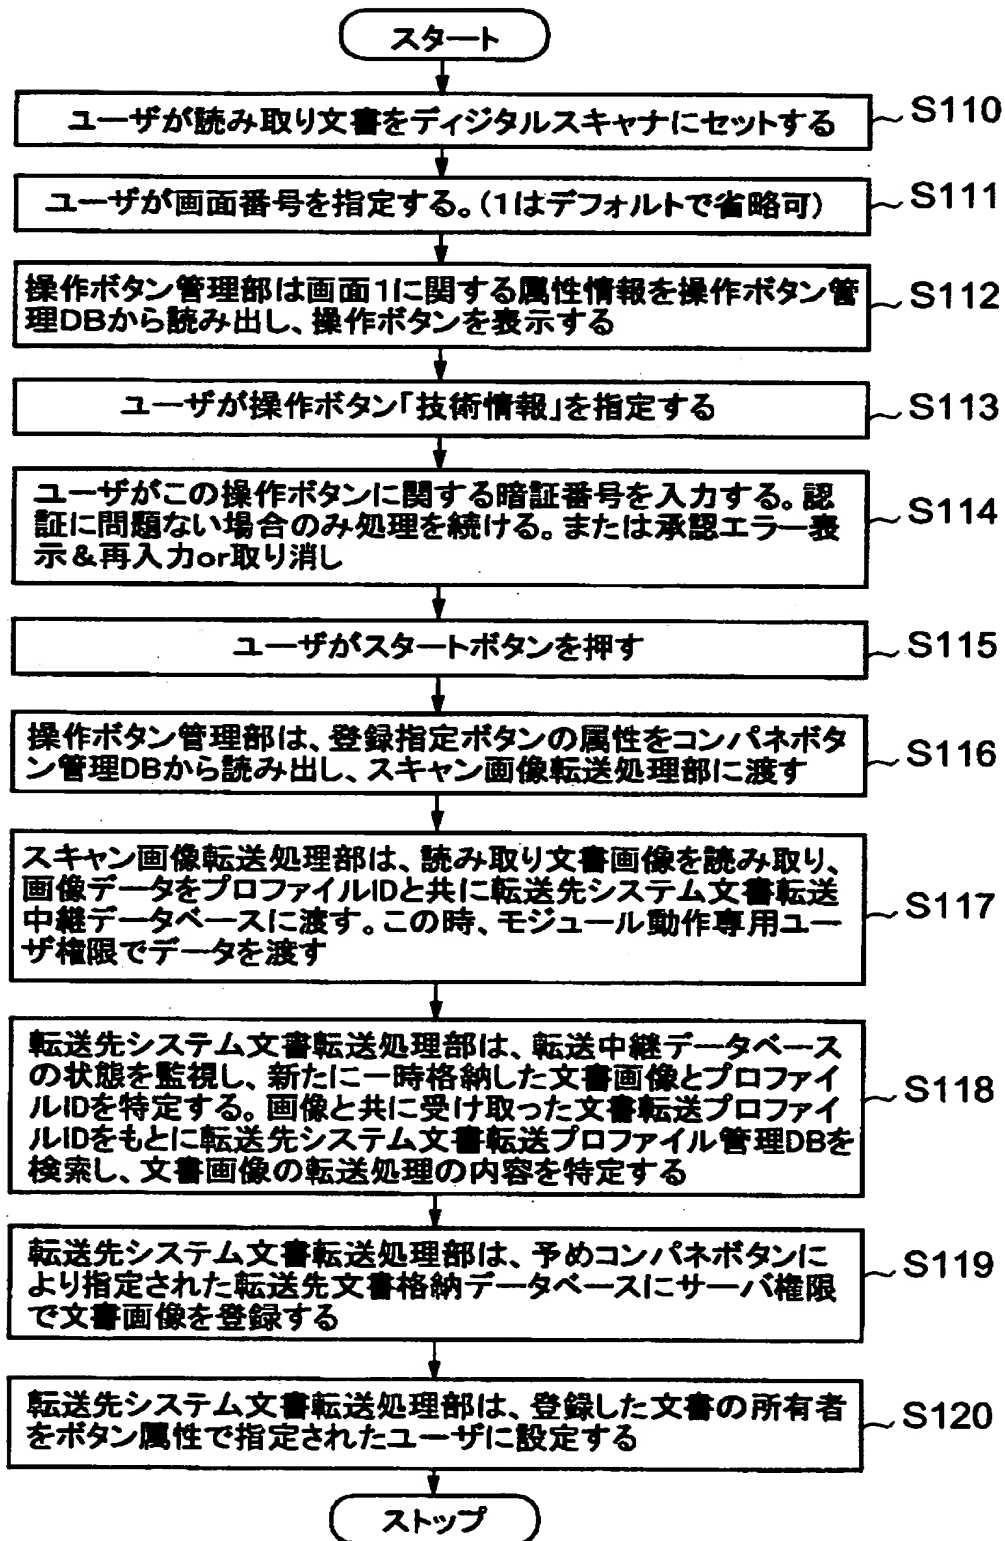 スタート
ユーザが読み取り文書をディジタルスキャナにセットする
S110
ユーザが画面番号を指定する。(1はデフォルトで省略可)
S111
操作ボタン管理部は画面1に関する属性情報を操作ボタン管
理DBから読み出し、操作ボタンを表示する
S112
ユーザが操作ボタン「技術情報」を指定する
S113
ユーザがこの操作ボタンに関する暗証番号を入力する。認
証に問題ない場合のみ処理を続ける。または承認エラー表
示&再入力or取り消し
S114
ユーザがスタートボタンを押す
S115
操作ボタン管理部は、登録指定ボタンの属性をコンパネボタ
ン管理DBから読み出し、スキャン画像転送処理部に渡す
S116
スキャン画像転送処理部は、読み取り文書画像を読み取り、
画像データをプロファイルIDと共に転送先システム文書転送
中継データベースに渡す。この時、モジュール動作専用ユー
ザ権限でデータを渡す
S117
転送先システム文書転送処理部は、転送中継データベース
の状態を監視し、新たに一時格納した文書画像とプロファイ
ルIDを特定する。画像と共に受け取った文書転送プロファイ
ルIDをもとに転送先システム文書転送プロファイル管理DBを
検索し、文書画像の転送処理の内容を特定する
S118
転送先システム文書転送処理部は、予めコンパネボタンに
より指定された転送先文書格納データベースにサーバ権限
で文書画像を登録する
S119
転送先システム文書転送処理部は、登録した文書の所有者
をボタン属性で指定されたユーザに設定する
S120
ストップ